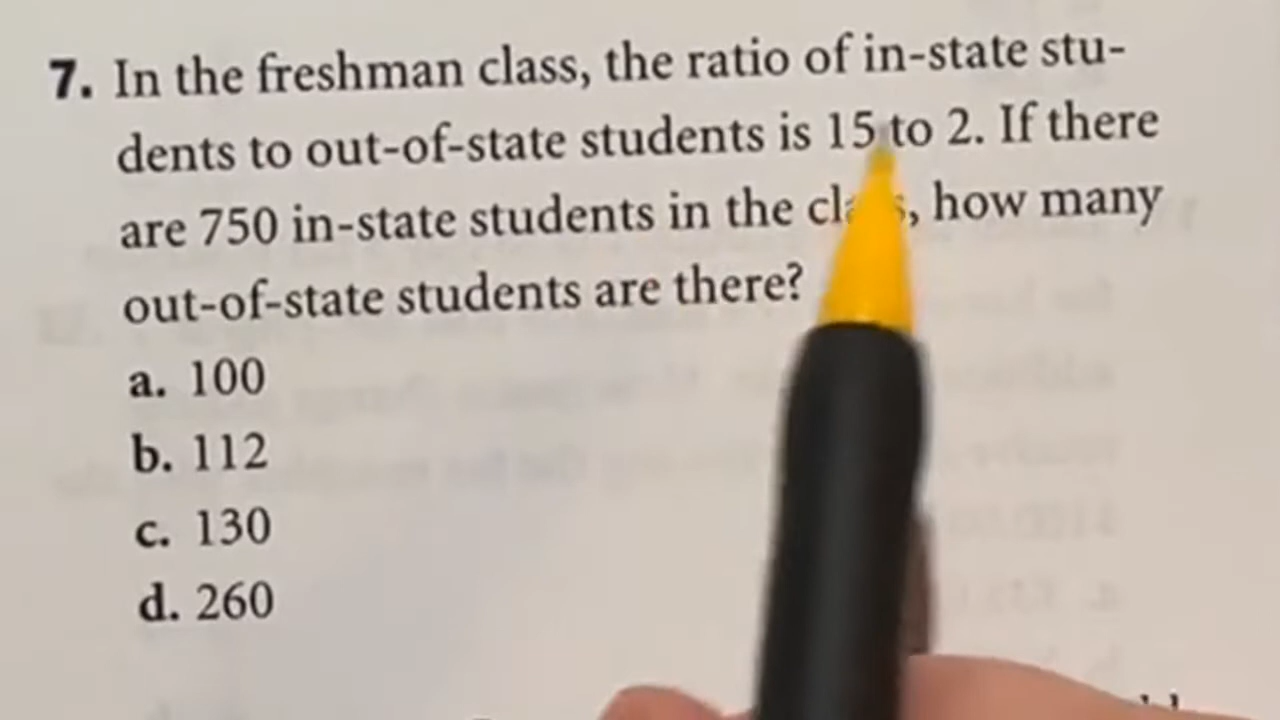 7. In the freshman class, the ratio of in-state stu-
dents to out-of-state students is 15 to 2. If there
are 750 in-state students in the class, how many
out-of-state students are there?
a. 100
b. 112
c. 130
d. 260